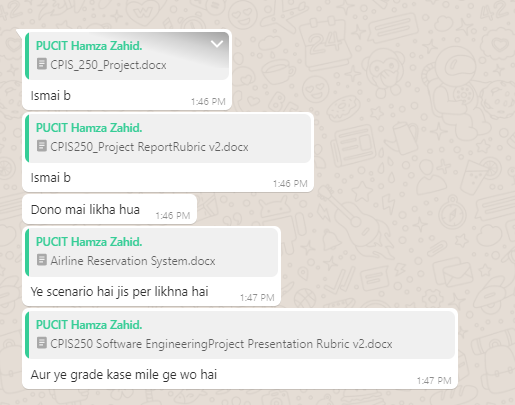 PUCIT Hamza Zahid.
CPIS_250_Project.docx
Ismai b
1:46 PM
PUCIT Hamza Zahid.
CPIS250_Project ReportRubric v2.docx
Ismai b
1:46 PM
Dono mai likha hua
1:46 PM
PUCIT Hamza Zahid.
Airline Reservation System.docx
Ye scenario hai jis per likhna hai
1:47 PM
PUCIT Hamza Zahid.
CPIS250 Software EngineeringProject Presentation Rubric v2.docx
Aur ye grade kase mile ge wo hai
1:47 PM